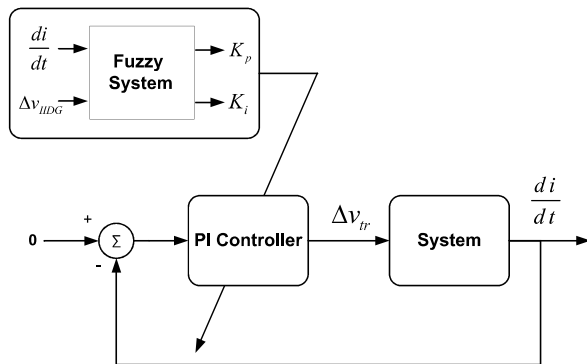 di
dt
Δv_IIDG
Fuzzy
System
K_p
K_i
0
+
-
Σ
PI Controller
Δv_tr
System
di
dt